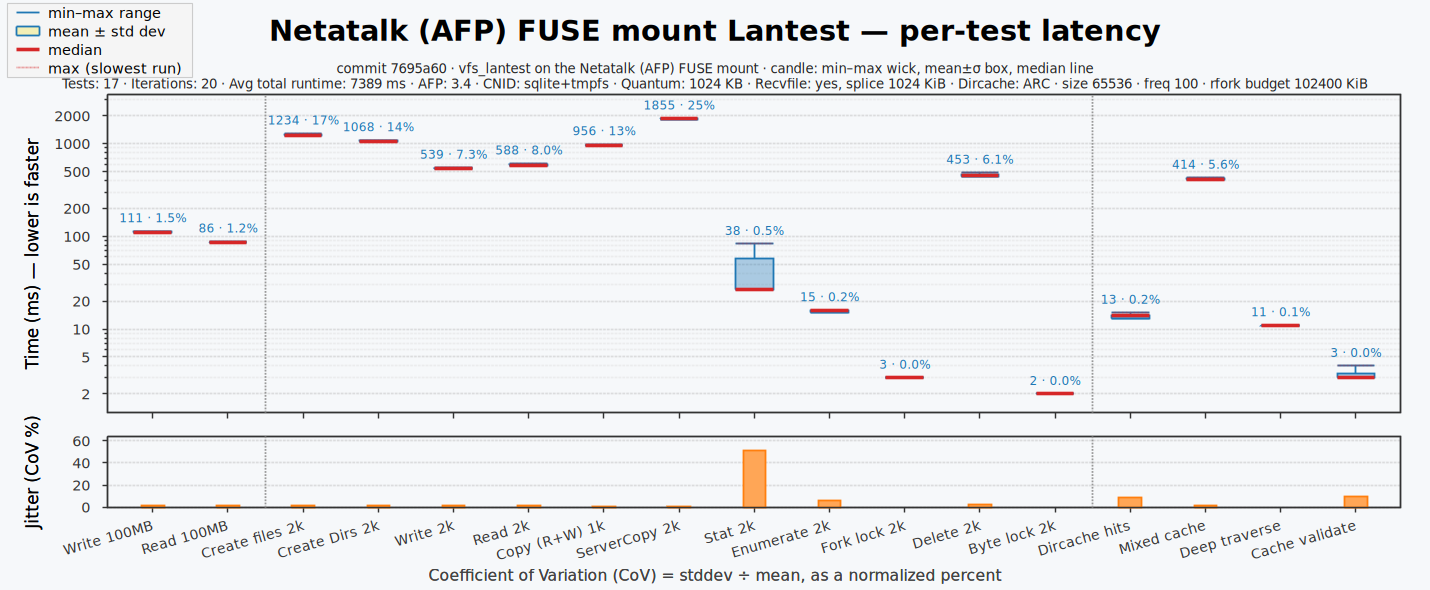 min–max range
mean ± std dev
median
max (slowest run)
Netatalk (AFP) FUSE mount Lantest — per-test latency
commit 7695a60 · vfs_lantest on the Netatalk (AFP) FUSE mount · candle: min–max wick, mean±σ box, median line
Tests: 17 · Iterations: 20 · Avg total runtime: 7389 ms · AFP: 3.4 · CNID: sqlite+tmpfs · Quantum: 1024 KB · Recvfile: yes, splice 1024 KiB · Dircache: ARC · size 65536 · freq 100 · rfork budget 102400 KiB
Time (ms) — lower is faster
2000
1000
500
200
100
50
20
10
5
2
111 · 1.5%
86 · 1.2%
1234 · 17%
1068 · 14%
539 · 7.3%
588 · 8.0%
956 · 13%
1855 · 25%
38 · 0.5%
15 · 0.2%
3 · 0.0%
453 · 6.1%
2 · 0.0%
13 · 0.2%
414 · 5.6%
11 · 0.1%
3 · 0.0%
Jitter (CoV %)
60
40
20
0
Write 100MB
Read 100MB
Create files 2k
Create Dirs 2k
Write 2k
Read 2k
Copy (R+W) 1k
ServerCopy 2k
Stat 2k
Enumerate 2k
Fork lock 2k
Delete 2k
Byte lock 2k
Dircache hits
Mixed cache
Deep traverse
Cache validate
Coefficient of Variation (CoV) = stddev ÷ mean, as a normalized percent